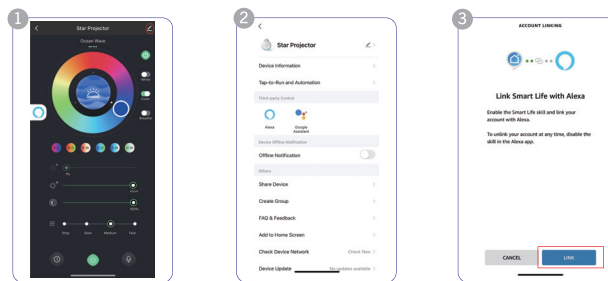 1
Star Projector
Ocean Wave
White
Color
Breathe
100%
Stop
Slow
Medium
Fast
2
Star Projector
Device Information
Tap-to-Run and Automation
Third-party Control
Alexa
Google
Assistant
Device Offline Notification
Offline Notification
Others
Share Device
Create Group
FAQ & Feedback
Add to Home Screen
Check Device Network
Check Now
Device Update
No updates available
3
ACCOUNT LINKING
Link Smart Life with Alexa
Enable the Smart Life skill and link your
account with Alexa.
To unlink your account at any time, disable the
skill in the Alexa app.
CANCEL
LINK